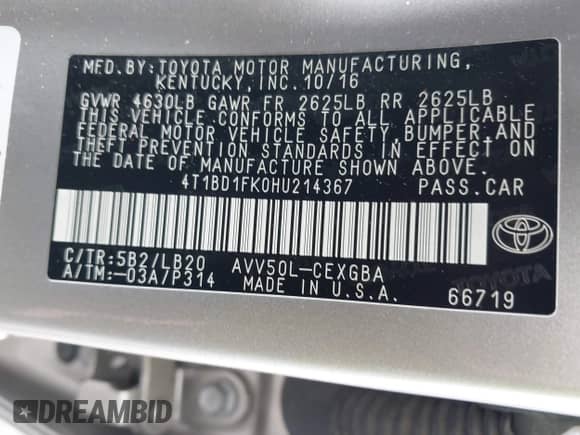 MFD.BY:TOYOTA MOTOR MANUFACTURING,
KENTUCKY, INC. 10/16
GVWR 4630LB GAWR FR 2625LB RR 2625LB
THIS VEHICLE CONFORMS TO ALL APPLICABLE
FEDERAL MOTOR VEHICLE SAFETY, BUMPER,AND
THEFT PREVENTION STANDARDS IN EFFECT ON
THE DATE OF MANUFACTURE SHOWN ABOVE.
4T1BD1FK0HU214367 PASS.CAR
C/TR:5B2/LB20 AVV50L-CEXGBA
A/TM:-03A/P314 MADE IN U.S.A. 66719
TOYOTA
DREAMBID